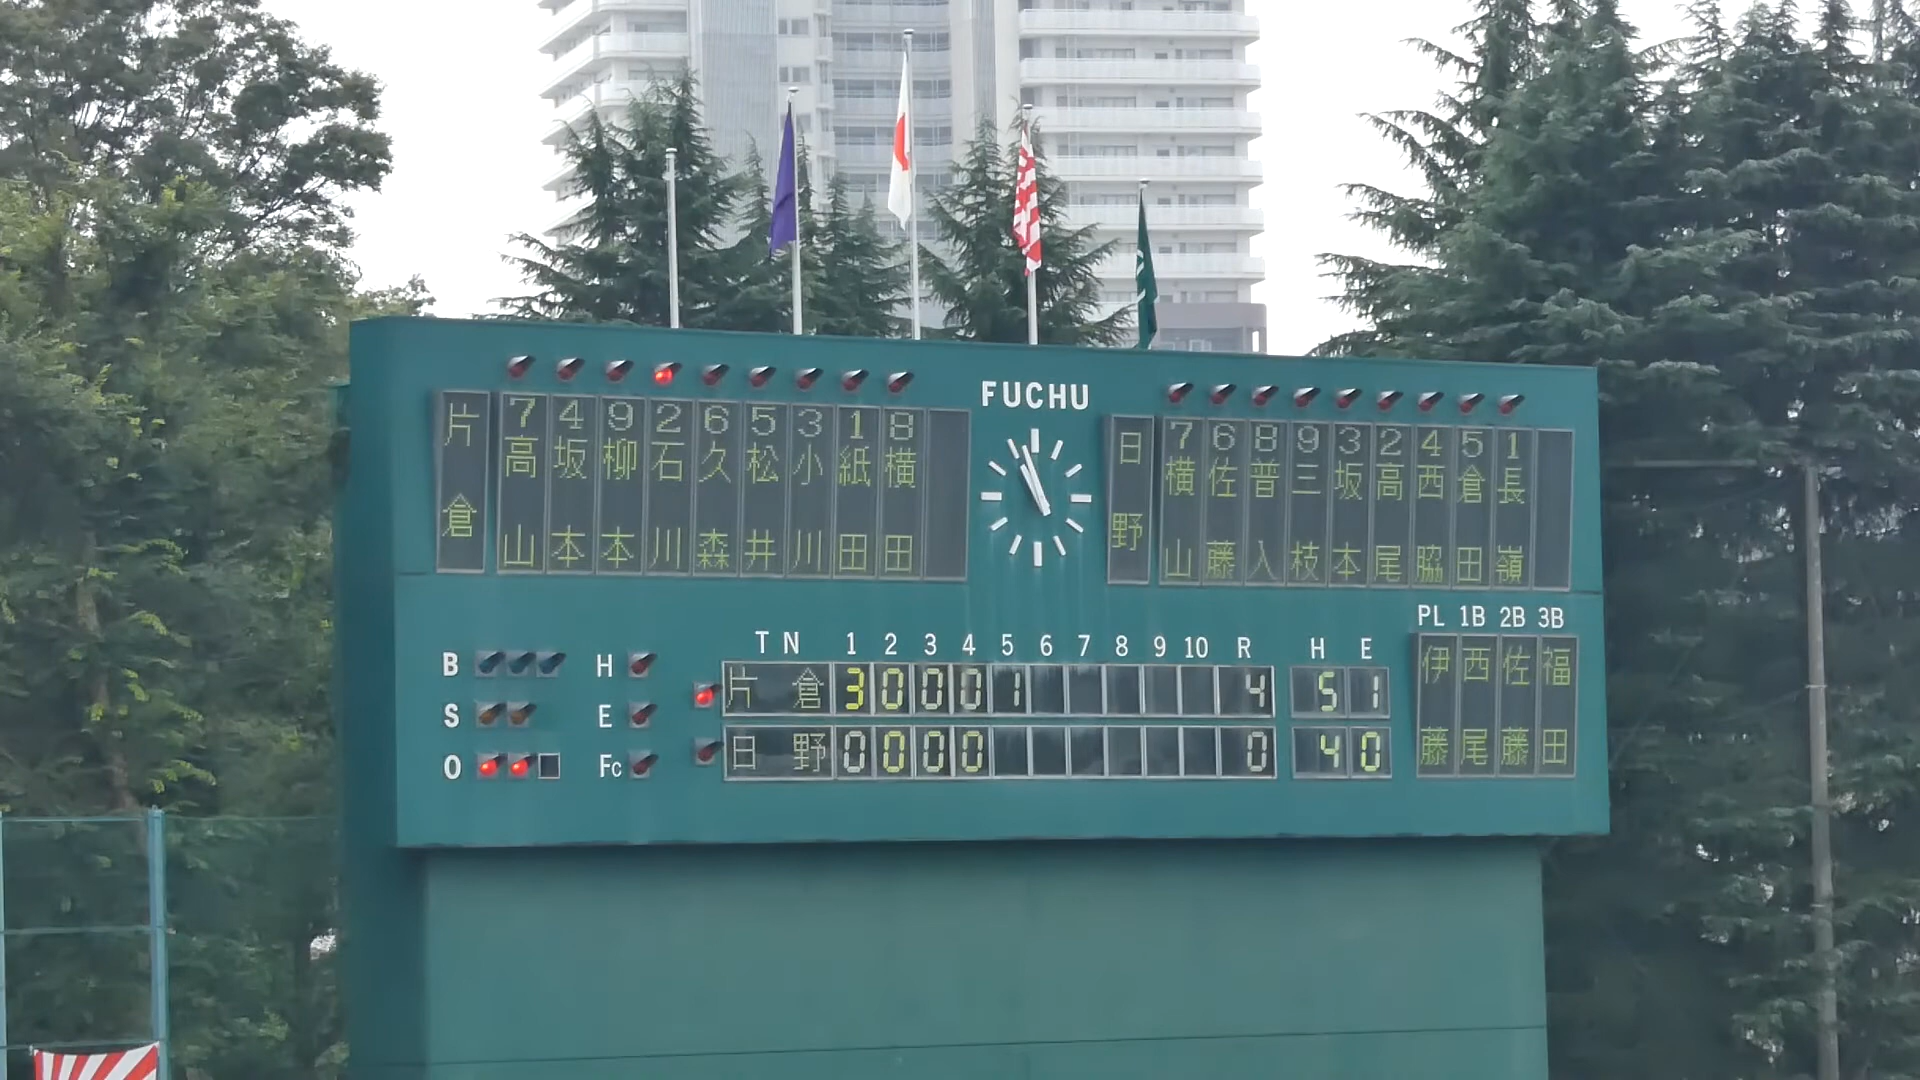 FUCHU
片倉
7 4 9 2 6 5 3 1 8
高山 坂本 柳本 石川 久森 松井 小川 紙田 横田
日野
7 6 8 9 3 2 4 5 1
横山 佐藤 普入 三枝 坂本 高尾 西脇 倉田 長嶺
PL 1B 2B 3B
伊藤 西尾 佐藤 福田
B H
S E
O Fc
TN 1 2 3 4 5 6 7 8 9 10 R H E
片倉 3 0 0 0 1 4 5 1
日野 0 0 0 0 0 4 0